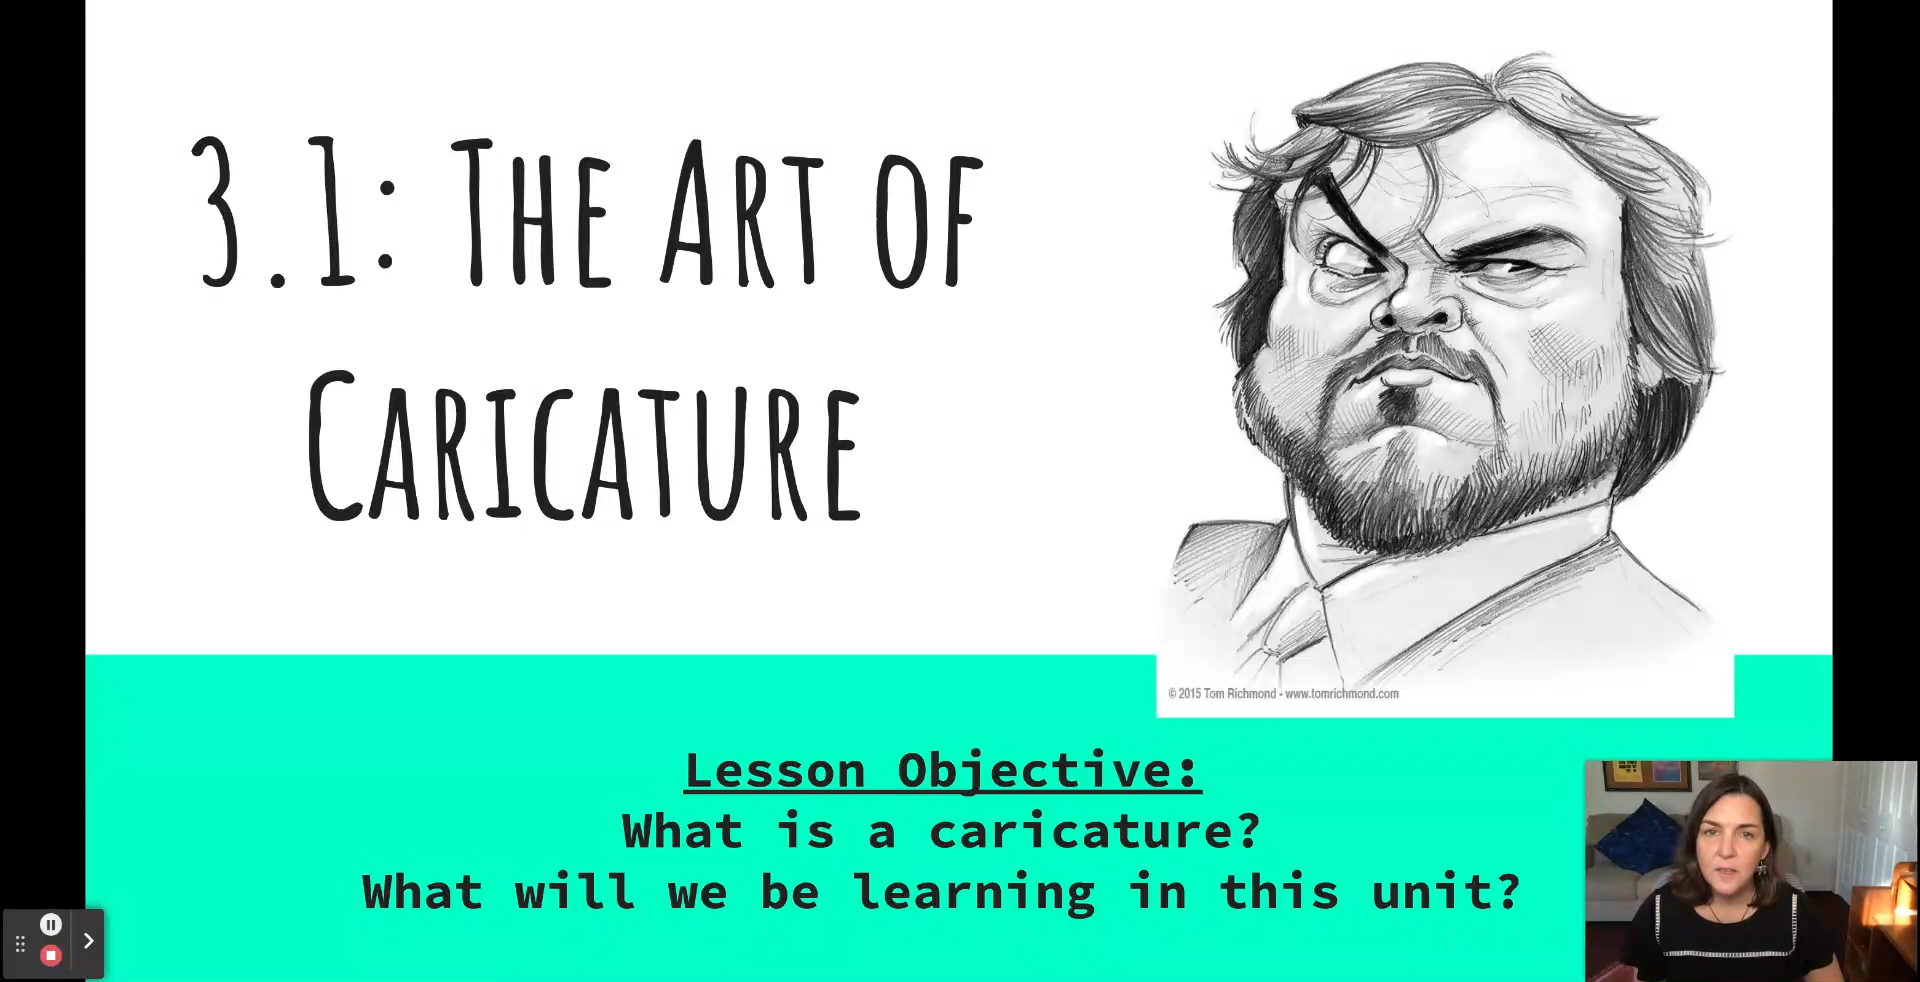 3.1: The Art of
Caricature
© 2015 Tom Richmond - www.tomrichmond.com
Lesson Objective:
What is a caricature?
What will we be learning in this unit?